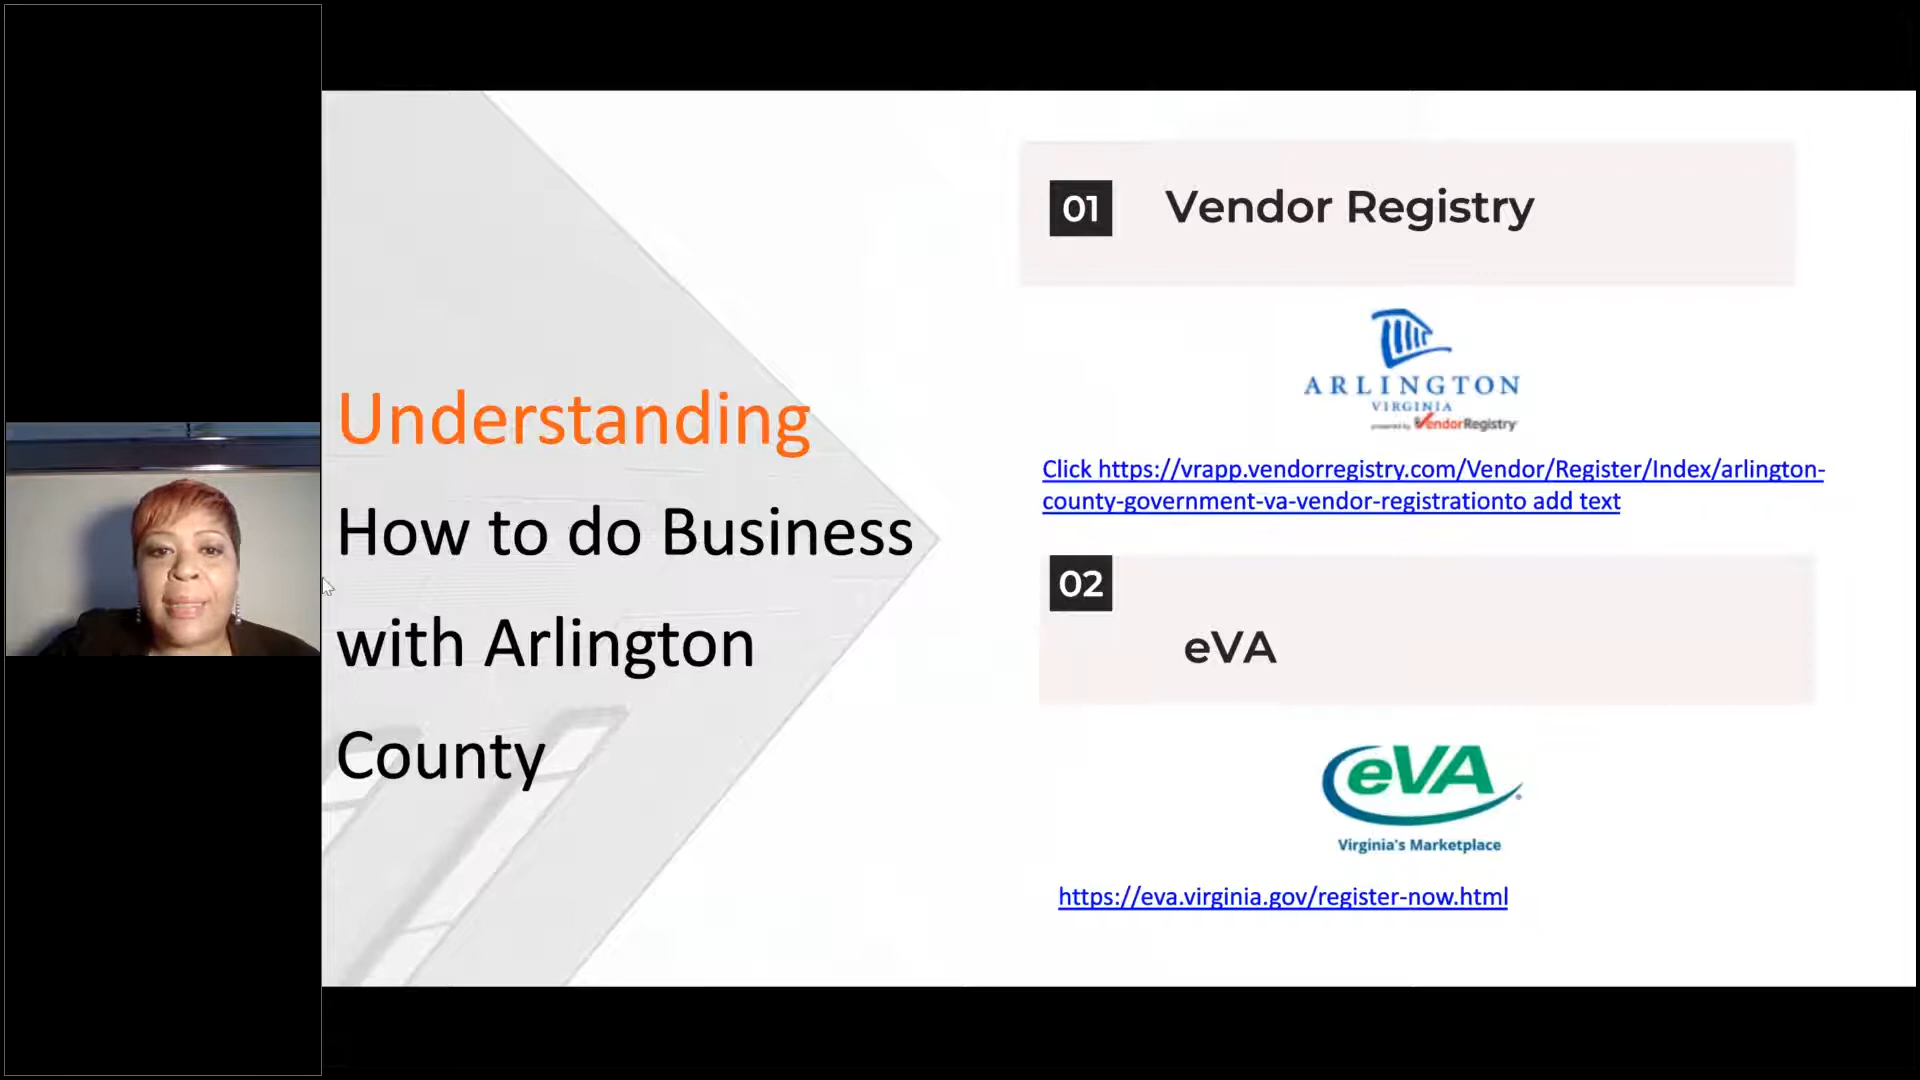 Understanding
How to do Business
with Arlington
County
01
Vendor Registry
ARLINGTON
VIRGINIA
presented by VendorRegistry
Click https://vrapp.vendorregistry.com/Vendor/Register/Index/arlington-
county-government-va-vendor-registrationto add text
02
eVA
eVA
Virginia's Marketplace
https://eva.virginia.gov/register-now.html